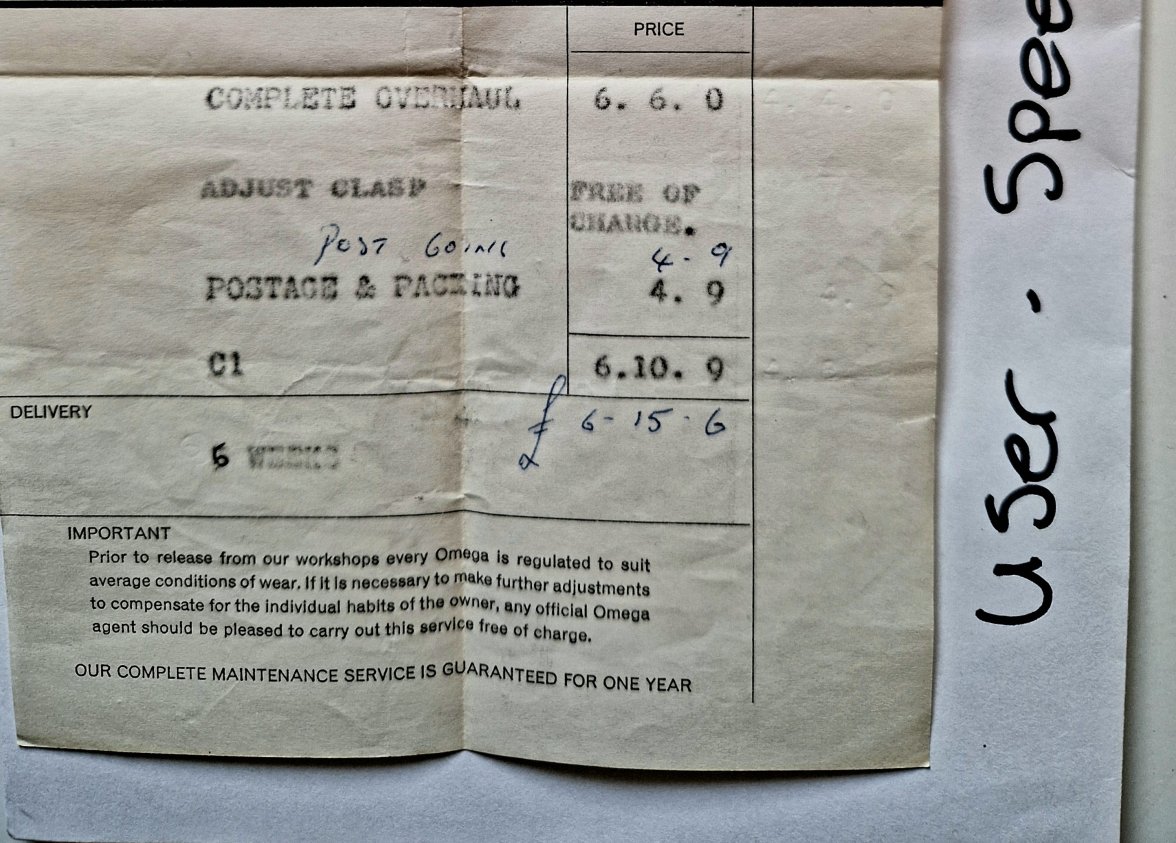 PRICE
COMPLETE OVERHAUL 6. 6. 0
ADJUST CLASP FREE OF
CHARGE.
POST GOING 4 - 9
POSTAGE & PACKING 4. 9
C1 6.10. 9
DELIVERY
£ 6 - 15 - 6
5 WEEKS
IMPORTANT
Prior to release from our workshops every Omega is regulated to suit
average conditions of wear. If it is necessary to make further adjustments
to compensate for the individual habits of the owner, any official Omega
agent should be pleased to carry out this service free of charge.
OUR COMPLETE MAINTENANCE SERVICE IS GUARANTEED FOR ONE YEAR
user. Spee